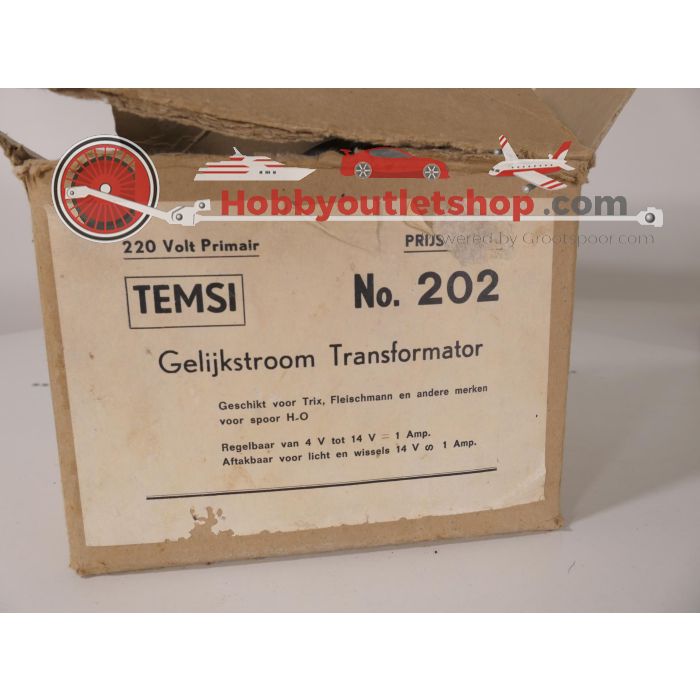 Hobbyoutletshop.com
Powered by Grootspoor.com
220 Volt Primair
PRIJS
TEMSI
No. 202
Gelijkstroom Transformator
Geschikt voor Trix, Fleischmann en andere merken
voor spoor H-O
Regelbaar van 4 V tot 14 V = 1 Amp.
Aftakbaar voor licht en wissels 14 V ∞ 1 Amp.